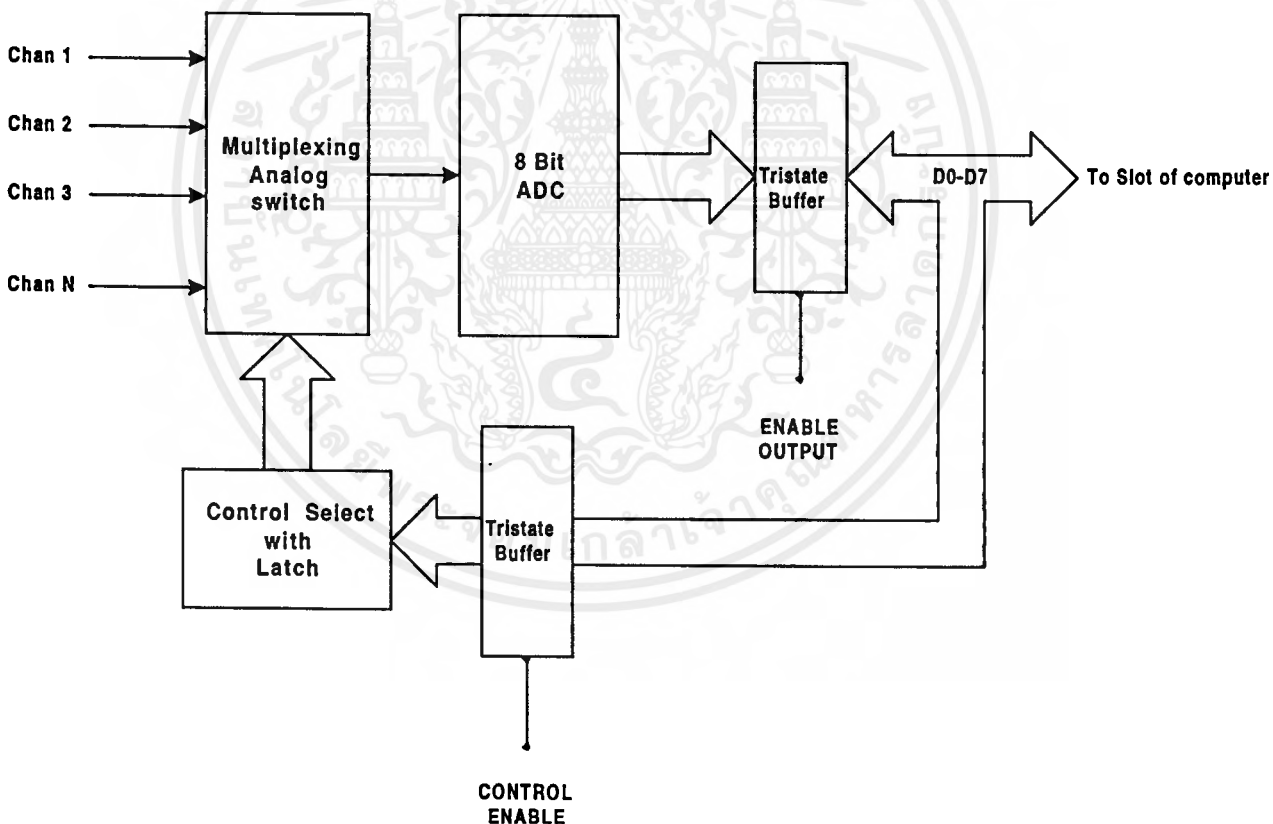 Chan 1
Chan 2
Chan 3
Chan N
Multiplexing
Analog
switch
8 Bit
ADC
Tristate
Buffer
D0-D7
To Slot of computer
ENABLE
OUTPUT
Control Select
with
Latch
Tristate
Buffer
CONTROL
ENABLE